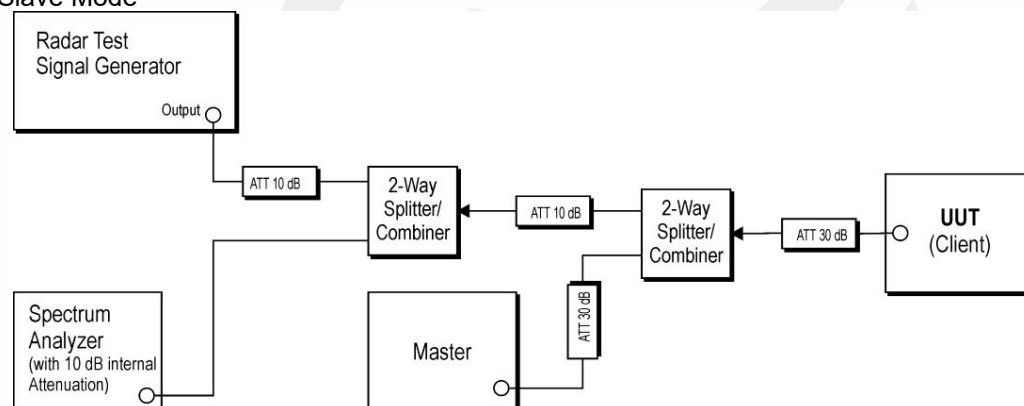 Slave Mode
Radar Test
Signal Generator
Output
ATT 10 dB
2-Way
Splitter/
Combiner
ATT 10 dB
2-Way
Splitter/
Combiner
ATT 30 dB
UUT
(Client)
ATT 30 dB
Spectrum
Analyzer
(with 10 dB internal
Attenuation)
Master